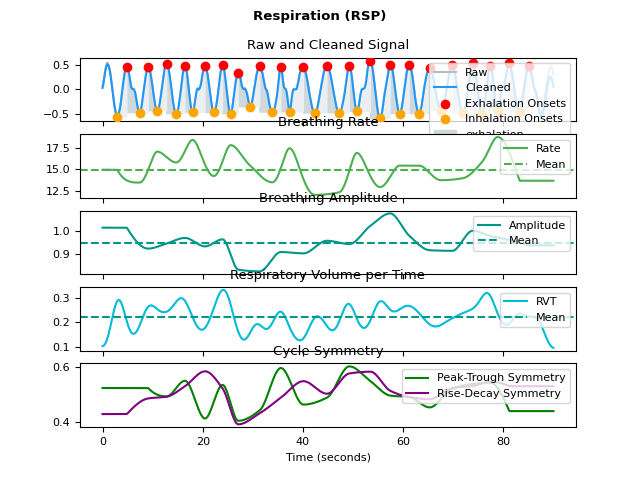 Respiration (RSP)
Raw and Cleaned Signal
0.5
0.0
−0.5
Raw
Cleaned
Exhalation Onsets
Inhalation Onsets
exhalation
Breathing Rate
17.5
15.0
12.5
Rate
Mean
Breathing Amplitude
1.0
0.9
Amplitude
Mean
Respiratory Volume per Time
0.3
0.2
0.1
RVT
Mean
Cycle Symmetry
0.6
0.4
Peak-Trough Symmetry
Rise-Decay Symmetry
0 20 40 60 80
Time (seconds)